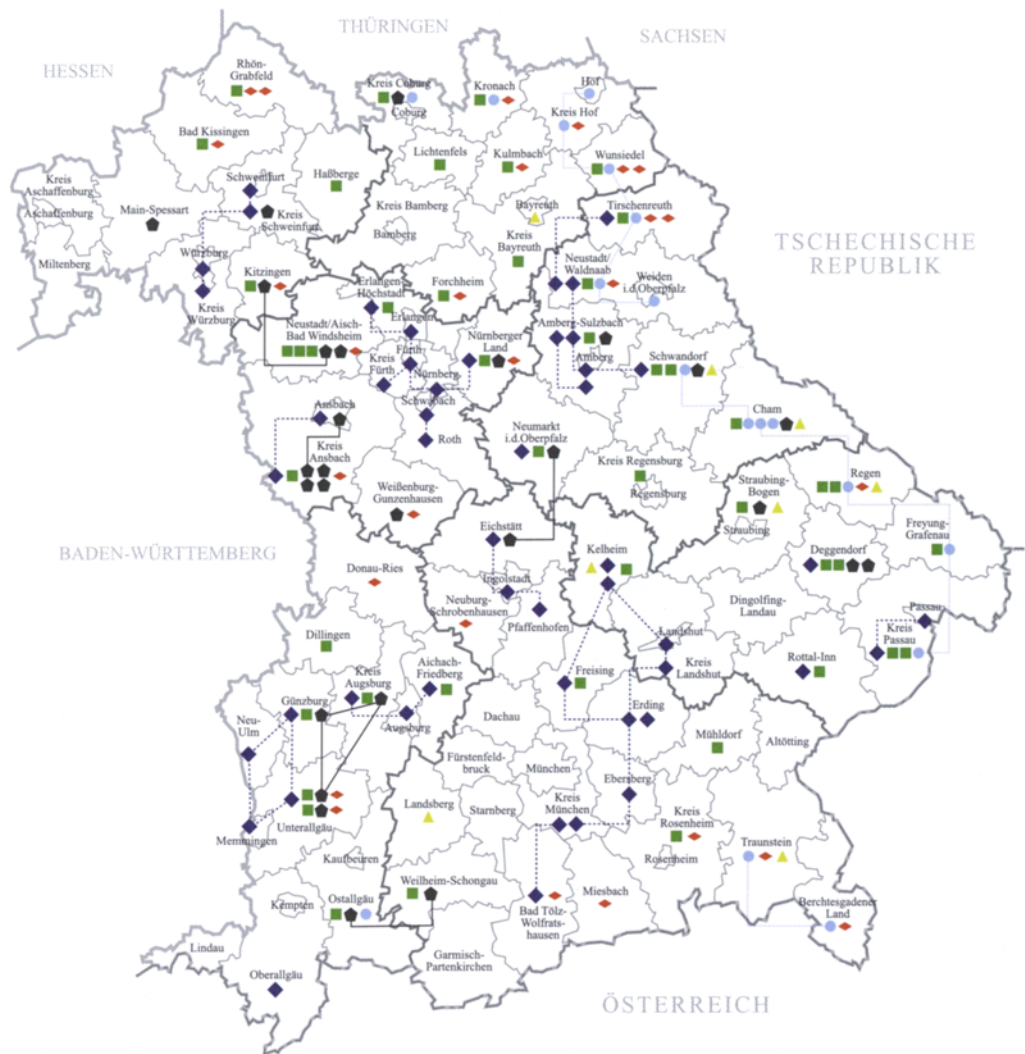 THÜRINGEN
SACHSEN
HESSEN
Rhön-
Grabfeld
Kreis Coburg
Coburg
Kronach
Hof
Kreis Hof
Bad Kissingen
Lichtenfels
Kulmbach
Wunsiedel
Kreis
Aschaffenburg
Aschaffenburg
Schweinfurt
Haßberge
Main-Spessart
Kreis
Schweinfurt
Kreis Bamberg
Bamberg
Bayreuth
Tirschenreuth
Miltenberg
Würzburg
Kreis
Bayreuth
TSCHECHISCHE
REPUBLIK
Kitzingen
Kreis
Würzburg
Erlangen-
Höchstadt
Forchheim
Neustadt/
Waldnaab
Weiden
i.d.Oberpfalz
Neustadt/Aisch-
Bad Windsheim
Erlangen
Fürth
Kreis
Fürth
Nürnberg
Nürnberger
Land
Amberg-Sulzbach
Amberg
Schwandorf
Schwabach
Ansbach
Roth
Kreis
Ansbach
Neumarkt
i.d.Oberpfalz
Cham
Kreis Regensburg
Regensburg
Weißenburg-
Gunzenhausen
Straubing-
Bogen
Straubing
Regen
Eichstätt
Freyung-
Grafenau
BADEN-WÜRTTEMBERG
Donau-Ries
Kelheim
Deggendorf
Ingolstadt
Neuburg-
Schrobenhausen
Pfaffenhofen
Dingolfing-
Landau
Passau
Kreis
Passau
Dillingen
Landshut
Kreis
Landshut
Rottal-Inn
Kreis
Augsburg
Aichach-
Friedberg
Freising
Günzburg
Augsburg
Erding
Dachau
Neu-
Ulm
Mühldorf
Altötting
Fürstenfeld-
bruck
München
Ebersberg
Landsberg
Starnberg
Kreis
München
Kreis
Rosenheim
Rosenheim
Unterallgäu
Memmingen
Traunstein
Kaufbeuren
Weilheim-Schongau
Kempten
Ostallgäu
Bad Tölz-
Wolfrats-
hausen
Miesbach
Berchtesgadener
Land
Lindau
Garmisch-
Partenkirchen
Oberallgäu
ÖSTERREICH